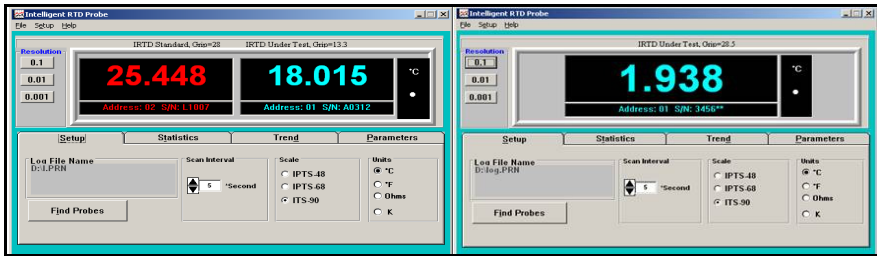 Intelligent RTD Probe
File Setup Help
IRTD Standard, Grip=28 IRTD Under Test, Grip=13.3
Resolution
0.1
0.01
0.001
25.448 18.015 °C
Address: 02 S/N: L1007 Address: 01 S/N: A0312
Setup Statistics Trend Parameters
Log File Name
D:\1.PRN
Find Probes
Scan Interval
5 *Second
Scale
IPTS-48
IPTS-68
ITS-90
Units
°C
°F
Ohms
K
Intelligent RTD Probe
File Setup Help
IRTD Under Test, Grip=28.5
Resolution
0.1
0.01
0.001
1.938 °C
Address: 01 S/N: 3456**
Setup Statistics Trend Parameters
Log File Name
D:\log.PRN
Find Probes
Scan Interval
5 *Second
Scale
IPTS-48
IPTS-68
ITS-90
Units
°C
°F
Ohms
K